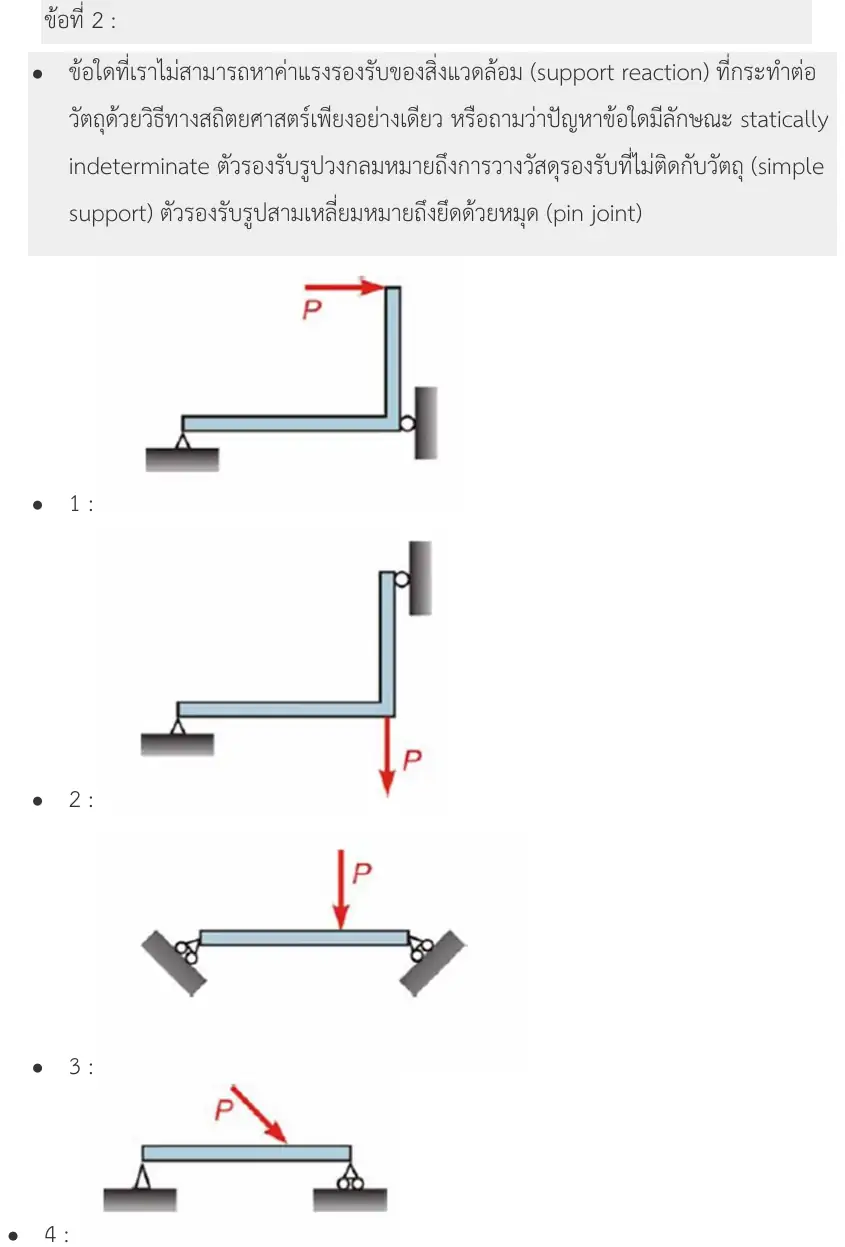 ข้อที่ 2 :
• ข้อใดที่เราไม่สามารถหาค่าแรงรองรับของสิ่งแวดล้อม (support reaction) ที่กระทำต่อ
วัตถุด้วยวิธีทางสถิตยศาสตร์เพียงอย่างเดียว หรือถามว่าปัญหาข้อใดมีลักษณะ statically
indeterminate ตัวรองรับรูปวงกลมหมายถึงการวางวัสดุรองรับที่ไม่ติดกับวัตถุ (simple
support) ตัวรองรับรูปสามเหลี่ยมหมายถึงยึดด้วยหมุด (pin joint)
P
• 1 :
P
• 2 :
P
• 3 :
P
• 4 :